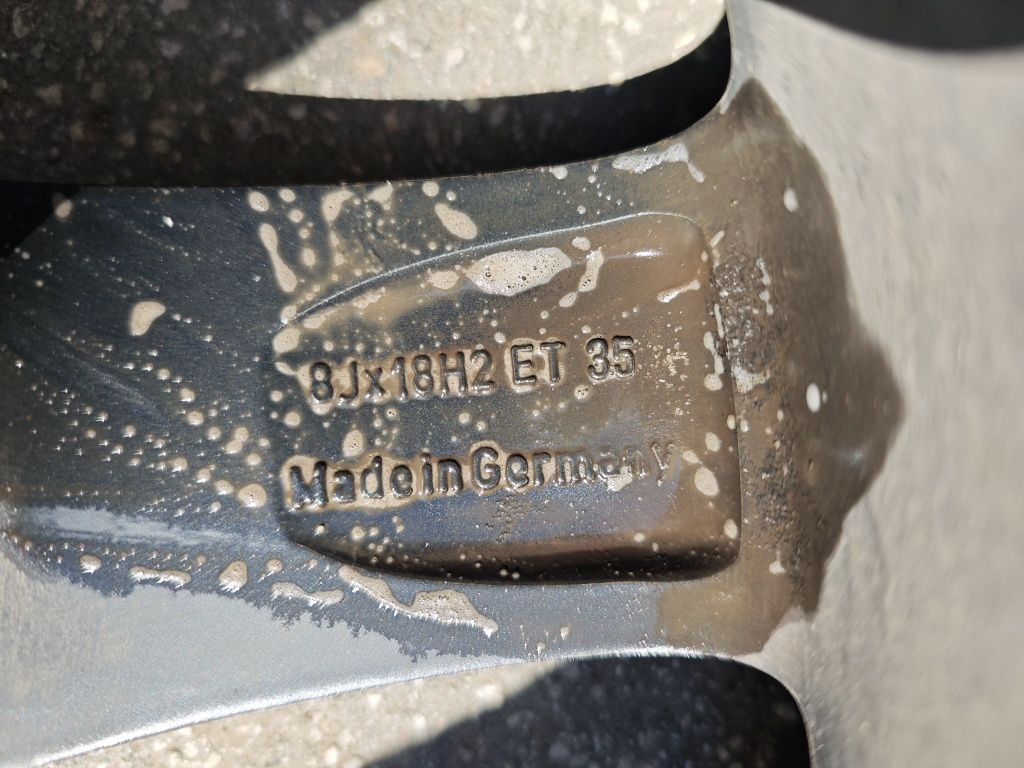 8Jx18H2 ET 35
Made in Germany